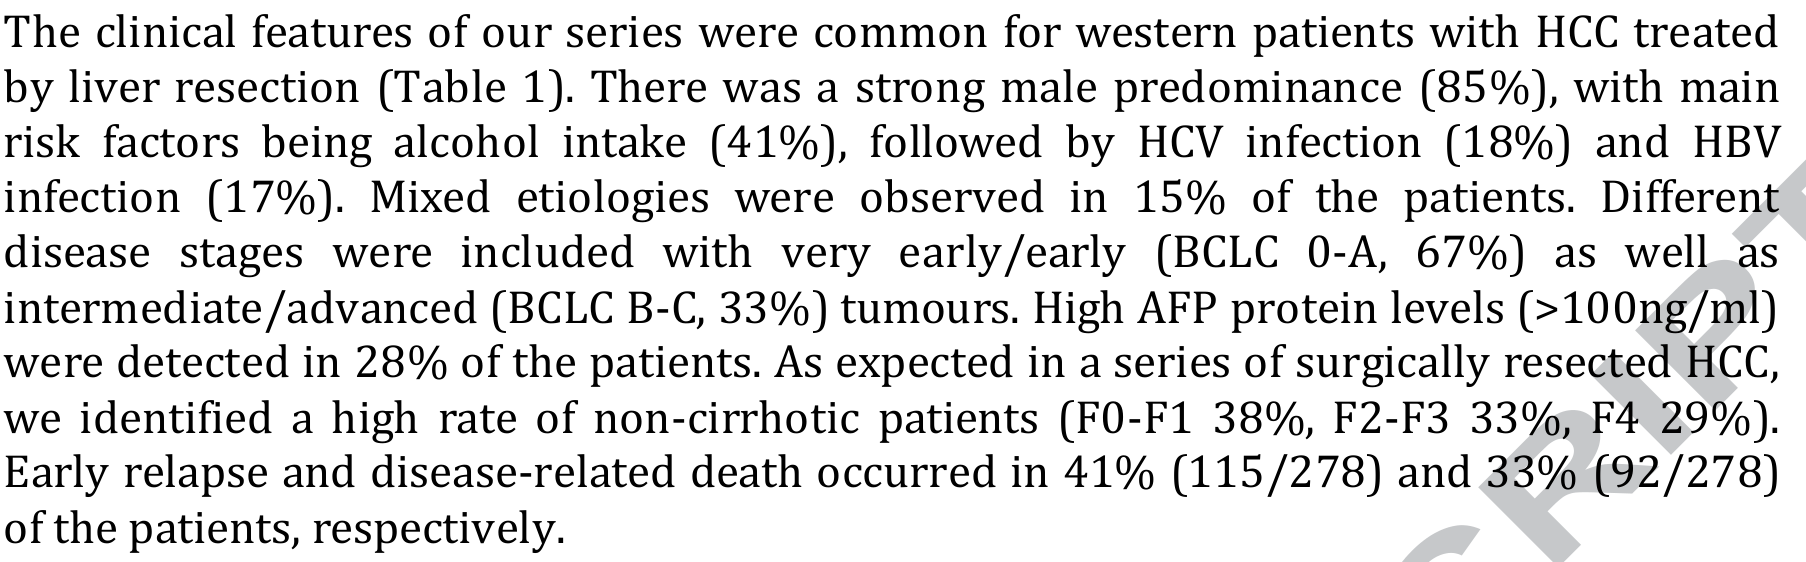 The clinical features of our series were common for western patients with HCC treated
by liver resection (Table 1). There was a strong male predominance (85%), with main
risk factors being alcohol intake (41%), followed by HCV infection (18%) and HBV
infection (17%). Mixed etiologies were observed in 15% of the patients. Different
disease stages were included with very early/early (BCLC 0-A, 67%) as well as
intermediate/advanced (BCLC B-C, 33%) tumours. High AFP protein levels (>100ng/ml)
were detected in 28% of the patients. As expected in a series of surgically resected HCC,
we identified a high rate of non-cirrhotic patients (F0-F1 38%, F2-F3 33%, F4 29%).
Early relapse and disease-related death occurred in 41% (115/278) and 33% (92/278)
of the patients, respectively.
CRIPT